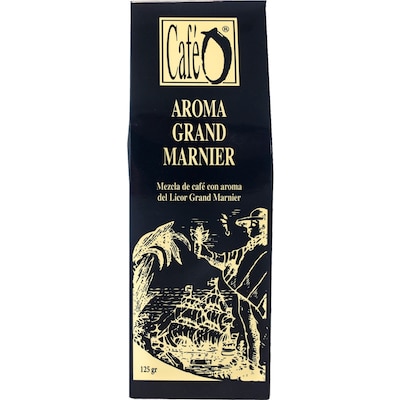 Café Ó®
AROMA
GRAND
MARNIER
Mezcla de café con aroma
del Licor Grand Marnier
125 gr